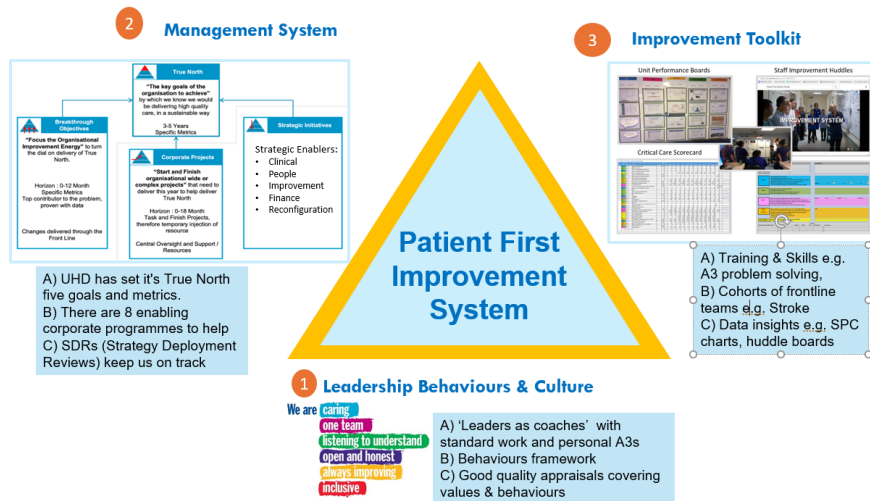 2
Management System
True North
"The key goals of the
organisation to achieve"
by which we know we
would be delivering high quality
care, in a sustainable way
3-5 Years
Specific Metrics
Breakthrough
Objectives
"Focus the Organisational
Improvement Energy" to turn
the dial on delivery of True
North.
Horizon : 0-12 Month
Specific Metrics
Top contributor to the problem,
proven with data
Changes delivered through the
Front Line
Corporate Projects
"Start and Finish
organisational wide or
complex projects" that need to
deliver this year to help deliver
True North
Horizon : 0-18 Month
Task and Finish Projects,
therefore temporary injection of
resource
Central Oversight and Support /
Resources
Strategic Initiatives
Strategic Enablers:
• Clinical
• People
• Improvement
• Finance
• Reconfiguration
A) UHD has set it's True North
five goals and metrics.
B) There are 8 enabling
corporate programmes to help
C) SDRs (Strategy Deployment
Reviews) keep us on track
Patient First
Improvement
System
3
Improvement Toolkit
Unit Performance Boards
Staff Improvement Huddles
IMPROVEMENT SYSTEM
Critical Care Scorecard
A) Training & Skills e.g.
A3 problem solving,
B) Cohorts of frontline
teams e.g. Stroke
C) Data insights e.g. SPC
charts, huddle boards
1
Leadership Behaviours & Culture
We are caring
one team
listening to understand
open and honest
always improving
inclusive
A) 'Leaders as coaches' with
standard work and personal A3s
B) Behaviours framework
C) Good quality appraisals covering
values & behaviours